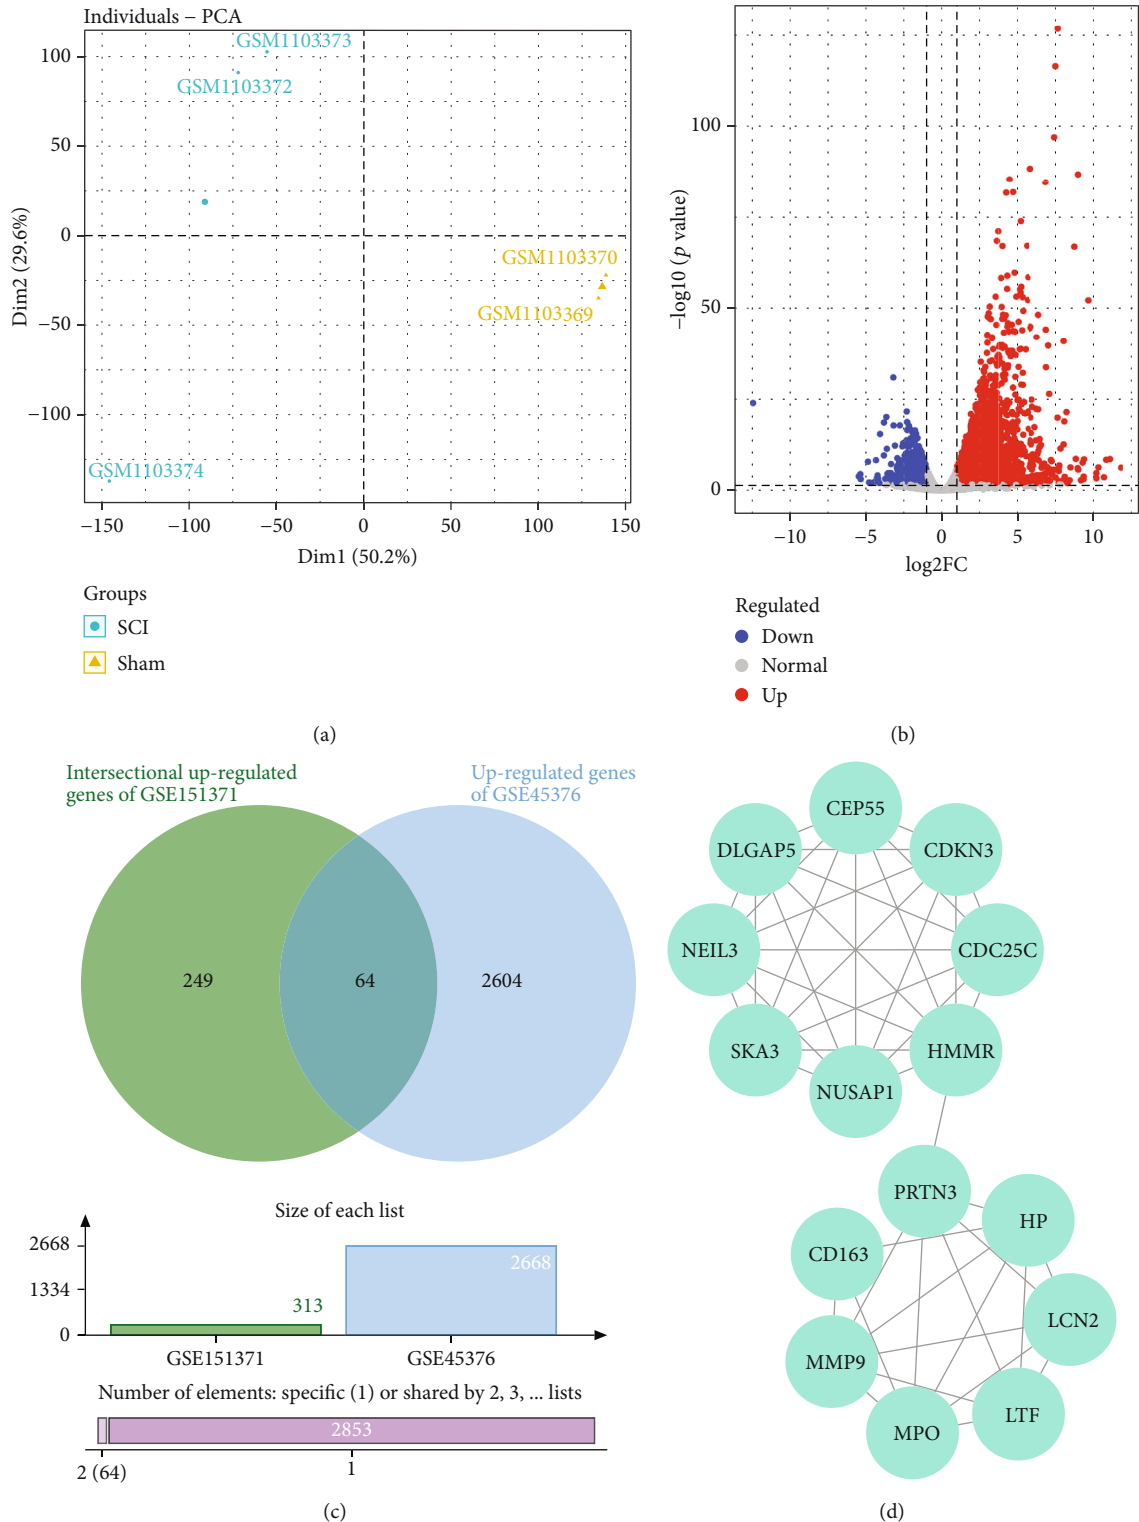 Individuals – PCA
GSM1103373
GSM1103372
GSM1103370
GSM1103369
GSM1103374
100
50
0
−50
−100
Dim2 (29.6%)
−150
−100
−50
0
50
100
150
Dim1 (50.2%)
Groups
SCI
Sham
(a)
100
50
0
−log10 (p value)
−10
−5
0
5
10
log2FC
Regulated
Down
Normal
Up
(b)
Intersectional up-regulated
genes of GSE151371
Up-regulated genes
of GSE45376
249
64
2604
Size of each list
2668
1334
0
313
2668
GSE151371
GSE45376
Number of elements: specific (1) or shared by 2, 3, ... lists
2853
2 (64)
1
(c)
CEP55
DLGAP5
CDKN3
NEIL3
CDC25C
SKA3
HMMR
NUSAP1
PRTN3
HP
CD163
LCN2
MMP9
LTF
MPO
(d)